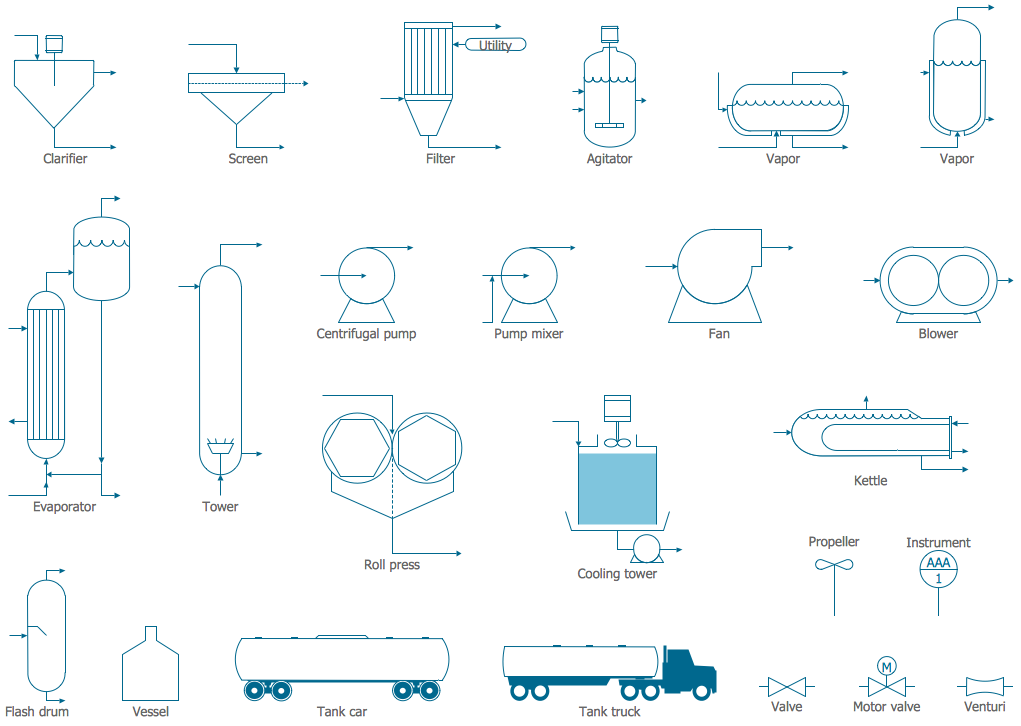 Utility
Clarifier
Screen
Filter
Agitator
Vapor
Vapor
Centrifugal pump
Pump mixer
Fan
Blower
Evaporator
Tower
Roll press
Cooling tower
Kettle
Propeller
Instrument
AAA
1
M
Flash drum
Vessel
Tank car
Tank truck
Valve
Motor valve
Venturi